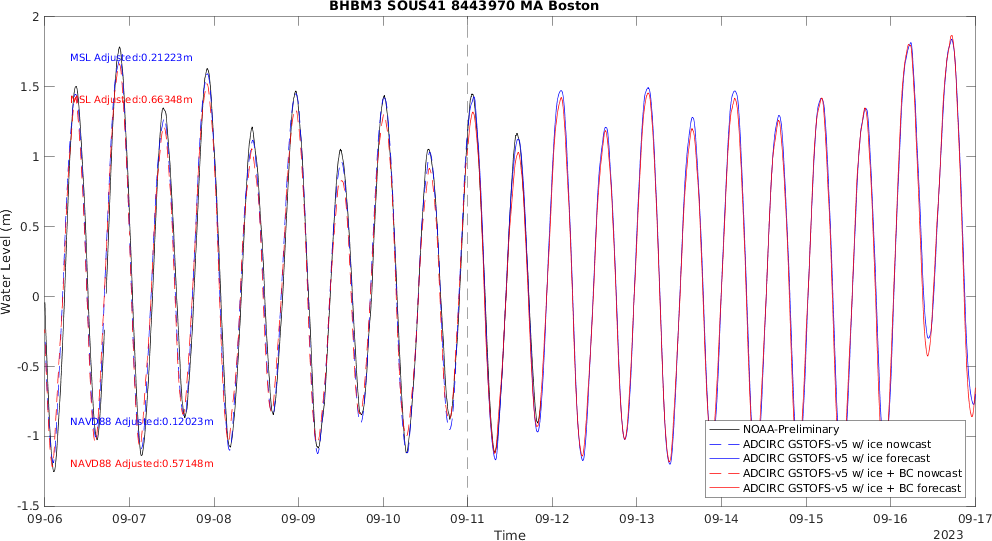 BHBM3 SOUS41 8443970 MA Boston
2
1.5
1
0.5
0
-0.5
-1
-1.5
Water Level (m)
MSL Adjusted:0.21223m
MSL Adjusted:0.66348m
NAVD88 Adjusted:0.12023m
NAVD88 Adjusted:0.57148m
NOAA-Preliminary
ADCIRC GSTOFS-v5 w/ ice nowcast
ADCIRC GSTOFS-v5 w/ ice forecast
ADCIRC GSTOFS-v5 w/ ice + BC nowcast
ADCIRC GSTOFS-v5 w/ ice + BC forecast
09-06 09-07 09-08 09-09 09-10 09-11 09-12 09-13 09-14 09-15 09-16 09-17
Time
2023